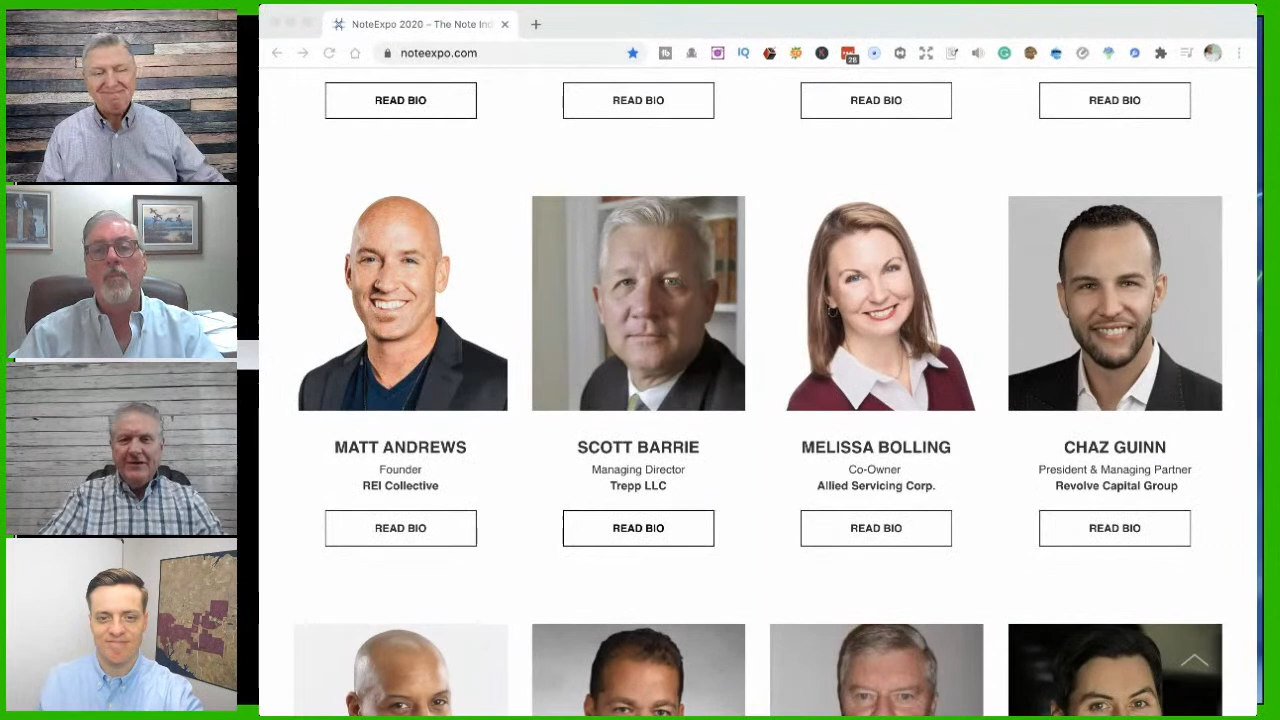 NoteExpo 2020 – The Note Ind
noteexpo.com
28
READ BIO
READ BIO
READ BIO
READ BIO
MATT ANDREWS
Founder
REI Collective
READ BIO
SCOTT BARRIE
Managing Director
Trepp LLC
READ BIO
MELISSA BOLLING
Co-Owner
Allied Servicing Corp.
READ BIO
CHAZ GUINN
President & Managing Partner
Revolve Capital Group
READ BIO